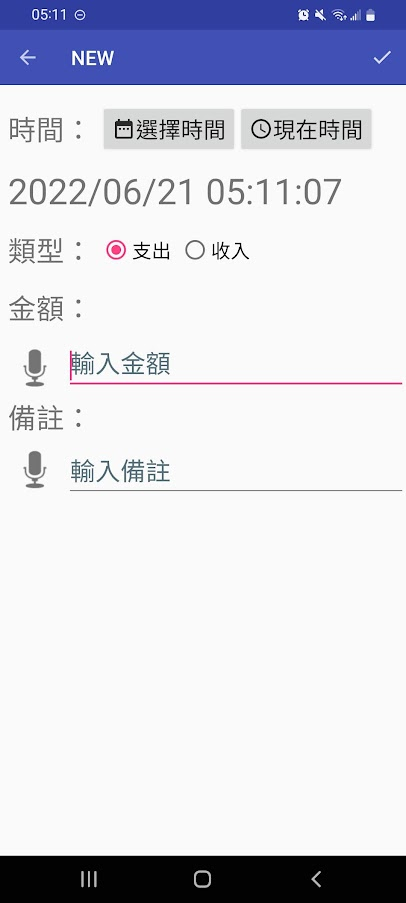 05:11
NEW
時間： 選擇時間 現在時間
2022/06/21 05:11:07
類型： 支出 收入
金額：
輸入金額
備註：
輸入備註